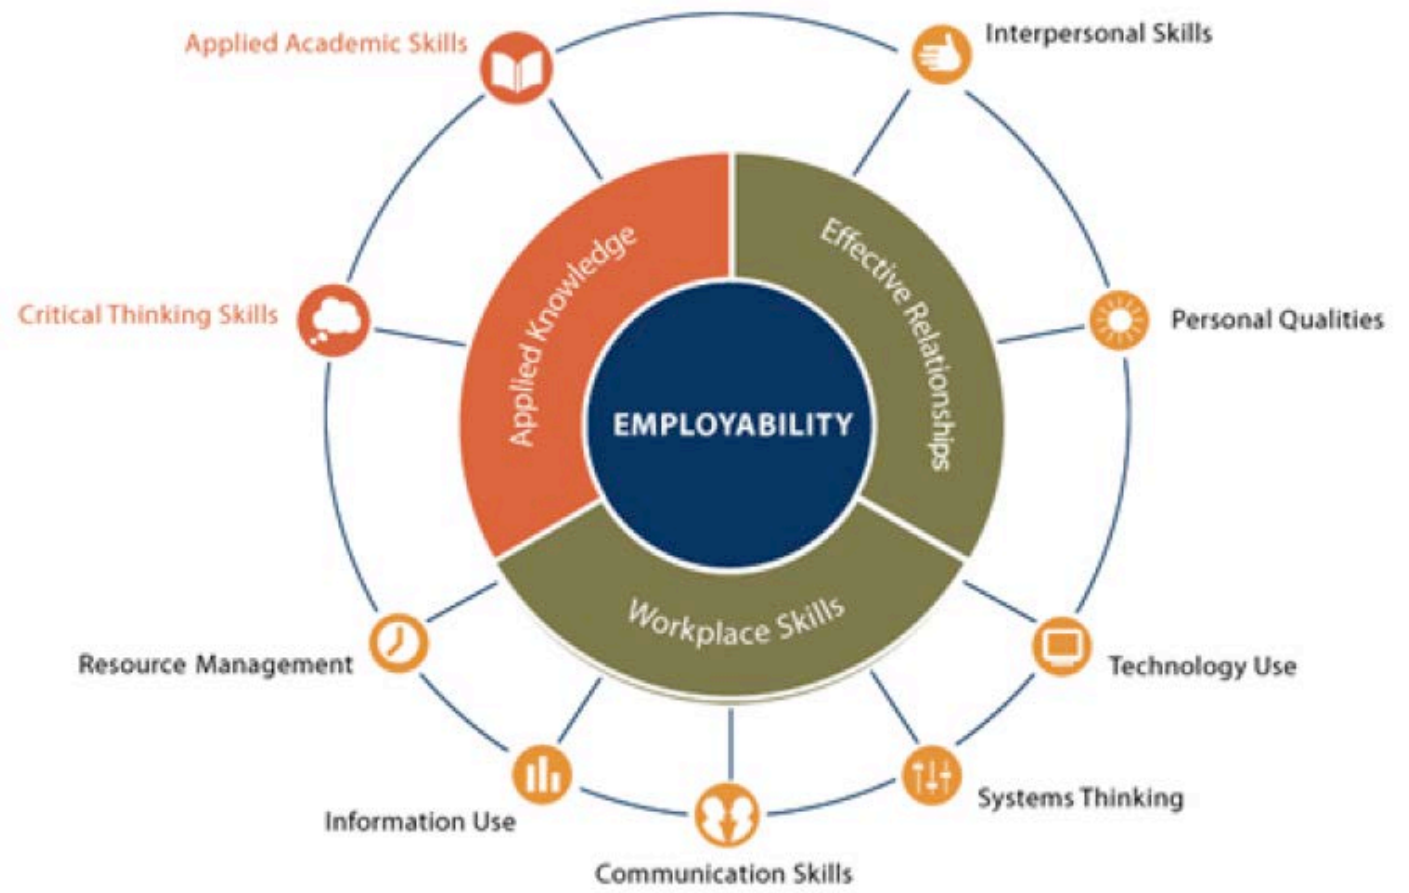 Applied Academic Skills
Interpersonal Skills
Applied Knowledge
Effective Relationships
Critical Thinking Skills
Personal Qualities
EMPLOYABILITY
Workplace Skills
Resource Management
Technology Use
Information Use
Systems Thinking
Communication Skills